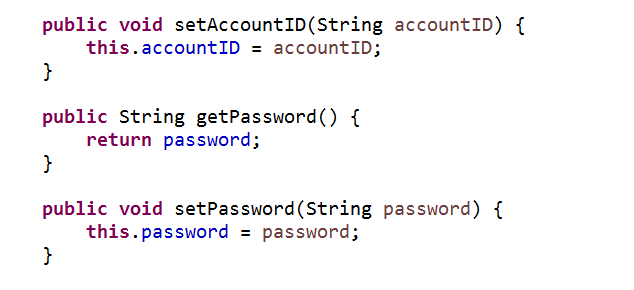 public void setAccountID(String accountID) {
    this.accountID = accountID;
}

public String getPassword() {
    return password;
}

public void setPassword(String password) {
    this.password = password;
}